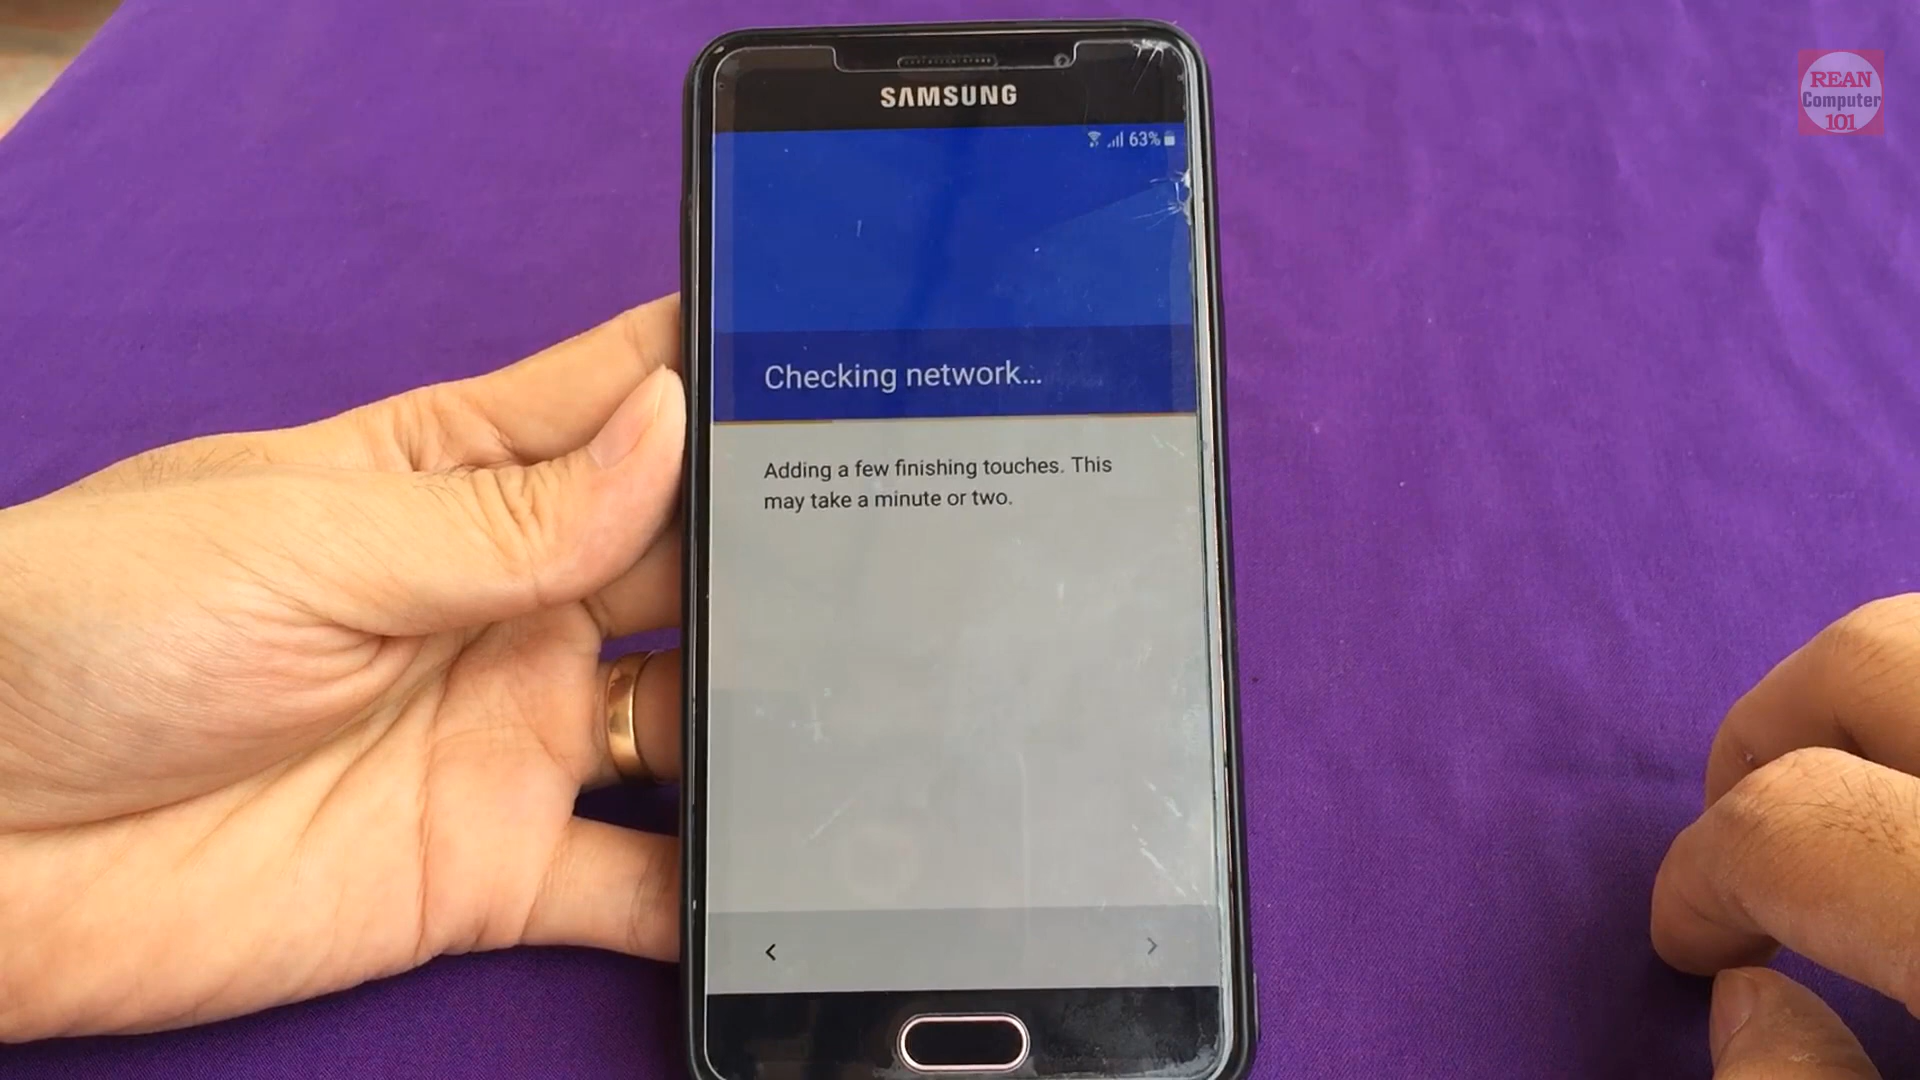 REAN
Computer
101
SAMSUNG
63%
Checking network...
Adding a few finishing touches. This
may take a minute or two.